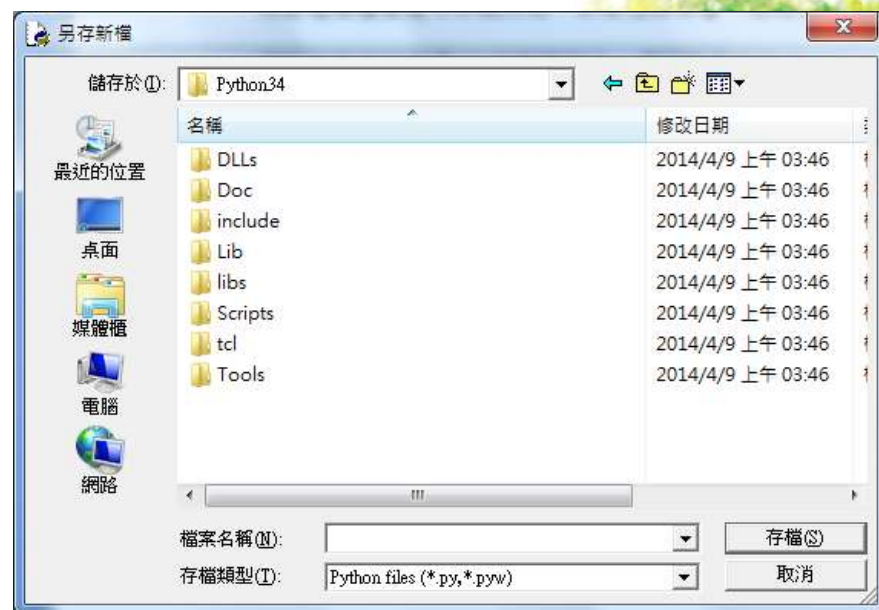 另存新檔
儲存於(I): Python34
名稱 修改日期
DLLs 2014/4/9 上午 03:46
Doc 2014/4/9 上午 03:46
include 2014/4/9 上午 03:46
Lib 2014/4/9 上午 03:46
libs 2014/4/9 上午 03:46
Scripts 2014/4/9 上午 03:46
tcl 2014/4/9 上午 03:46
Tools 2014/4/9 上午 03:46
最近的位置
桌面
媒體櫃
電腦
網路
檔案名稱(N): 存檔(S)
存檔類型(T): Python files (*.py,*.pyw) 取消